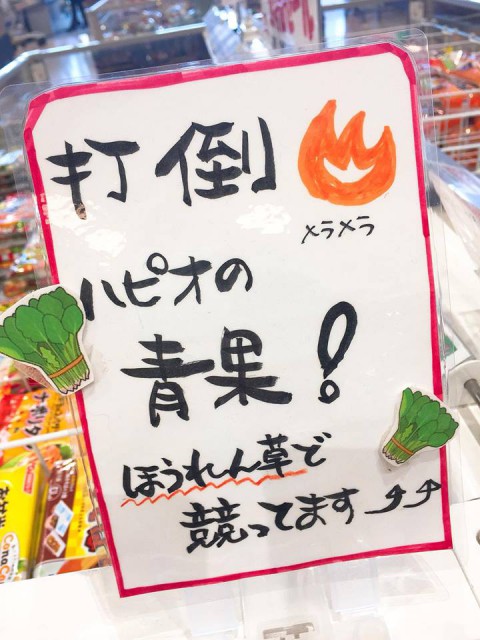 打倒
メラメラ
ハピオの
青果！
ほうれん草で
競ってます